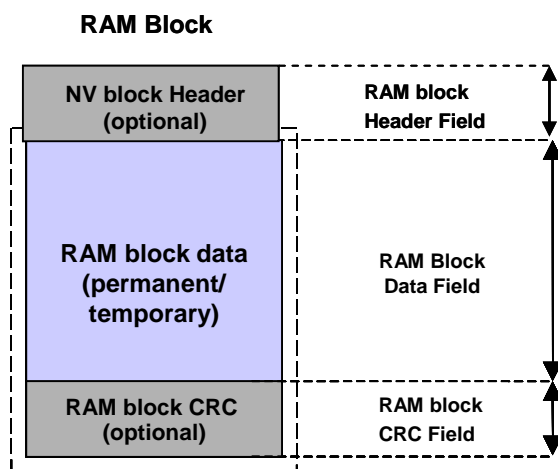 RAM Block
NV block Header
(optional)
RAM block
Header Field
RAM block data
(permanent/
temporary)
RAM Block
Data Field
RAM block CRC
(optional)
RAM block
CRC Field